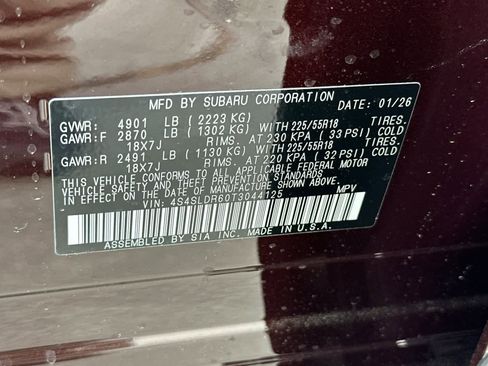 MFD BY SUBARU CORPORATION DATE: 01/26
GVWR: 4901 LB ( 2223 KG)
GAWR:F 2870 LB ( 1302 KG) WITH 225/55R18 TIRES.
18X7J RIMS. AT 230 KPA ( 33 PSI) COLD
GAWR:R 2491 LB ( 1130 KG) WITH 225/55R18 TIRES.
18X7J RIMS. AT 220 KPA ( 32 PSI) COLD
THIS VEHICLE CONFORMS TO ALL APPLICABLE FEDERAL MOTOR
VEHICLE SAFETY STANDARDS
IN EFFECT ON THE DATE OF MANUFACTURE SHOWN ABOVE.
VIN: 4S4SLDR60T3044125 MPV
ASSEMBLED BY SIA INC. MADE IN U.S.A.